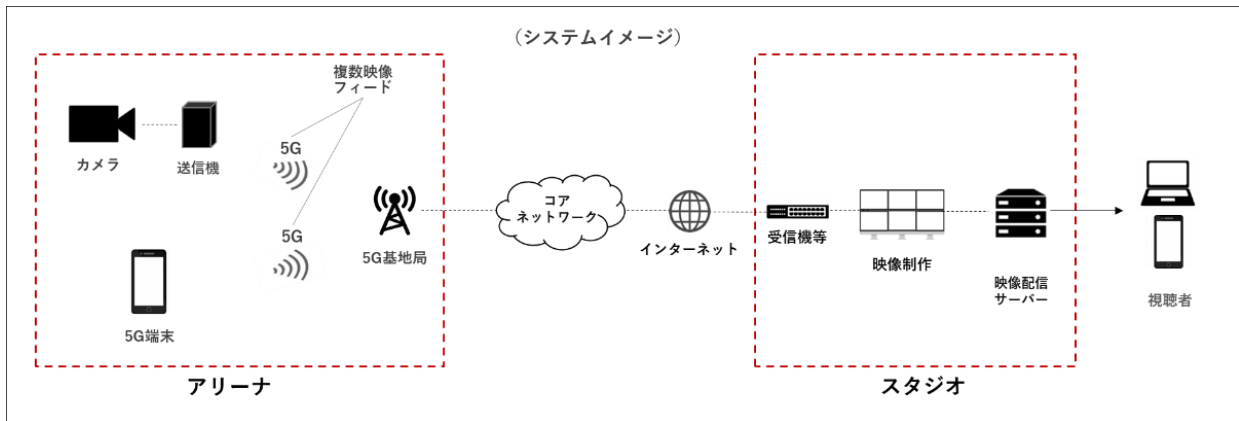 （システムイメージ）
複数映像
フィード
カメラ
送信機
5G
5G
5G端末
5G基地局
アリーナ
コア
ネットワーク
インターネット
受信機等
映像制作
映像配信
サーバー
スタジオ
視聴者